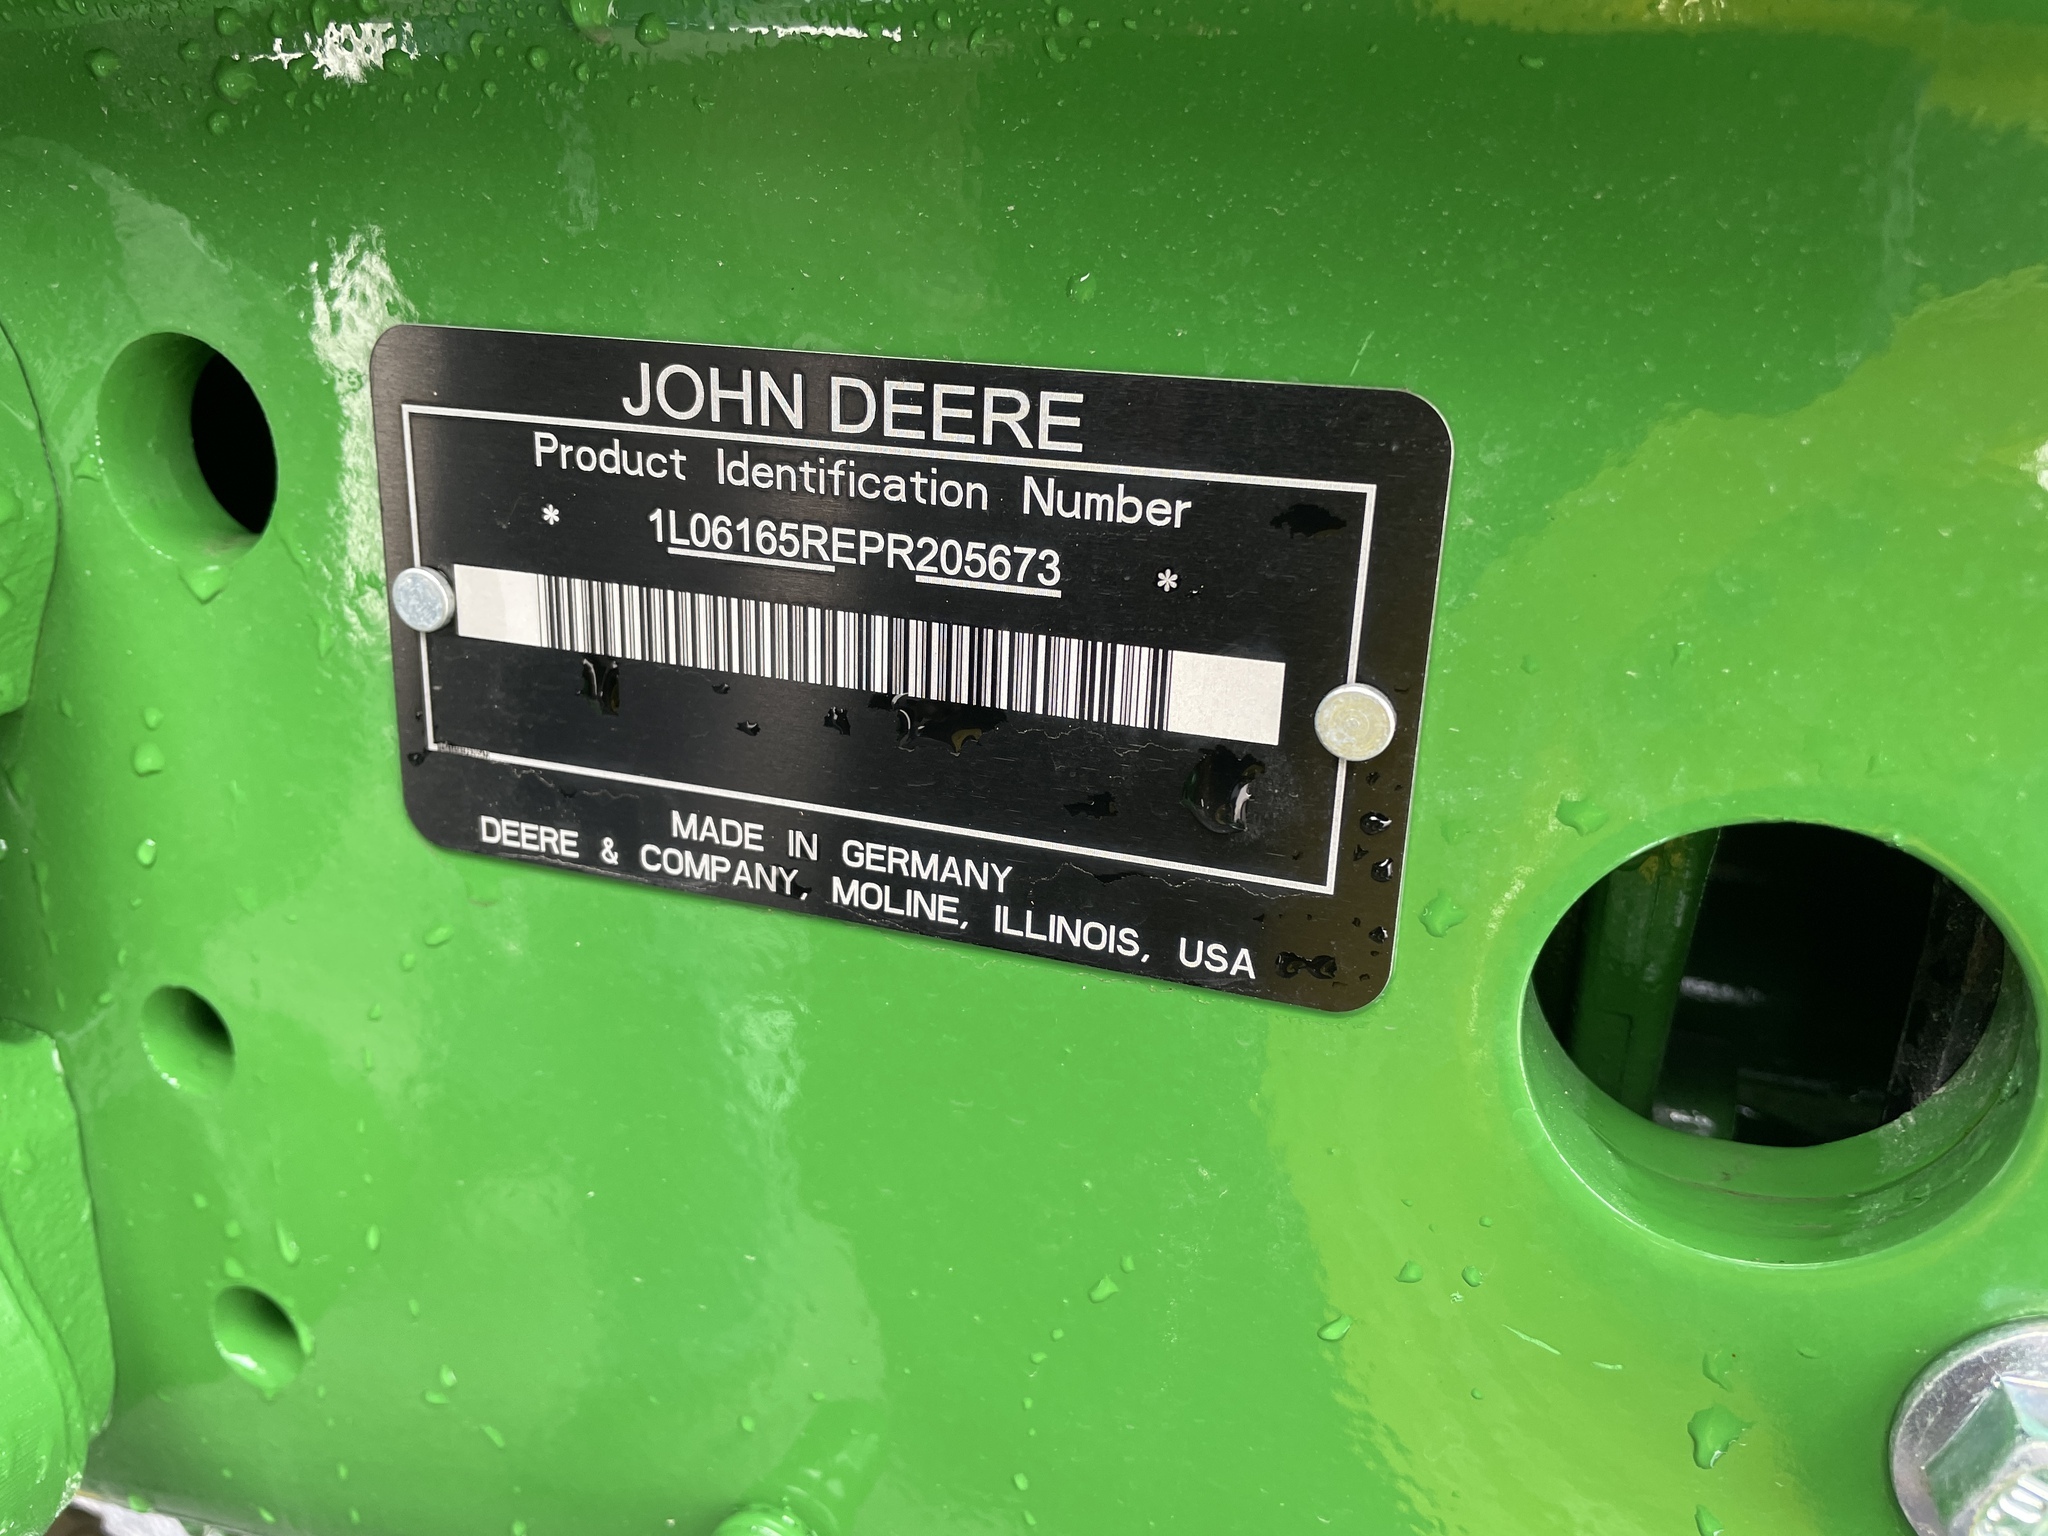 JOHN DEERE
Product Identification Number
* 1L06165REPR205673 *
MADE IN GERMANY
DEERE & COMPANY, MOLINE, ILLINOIS, USA